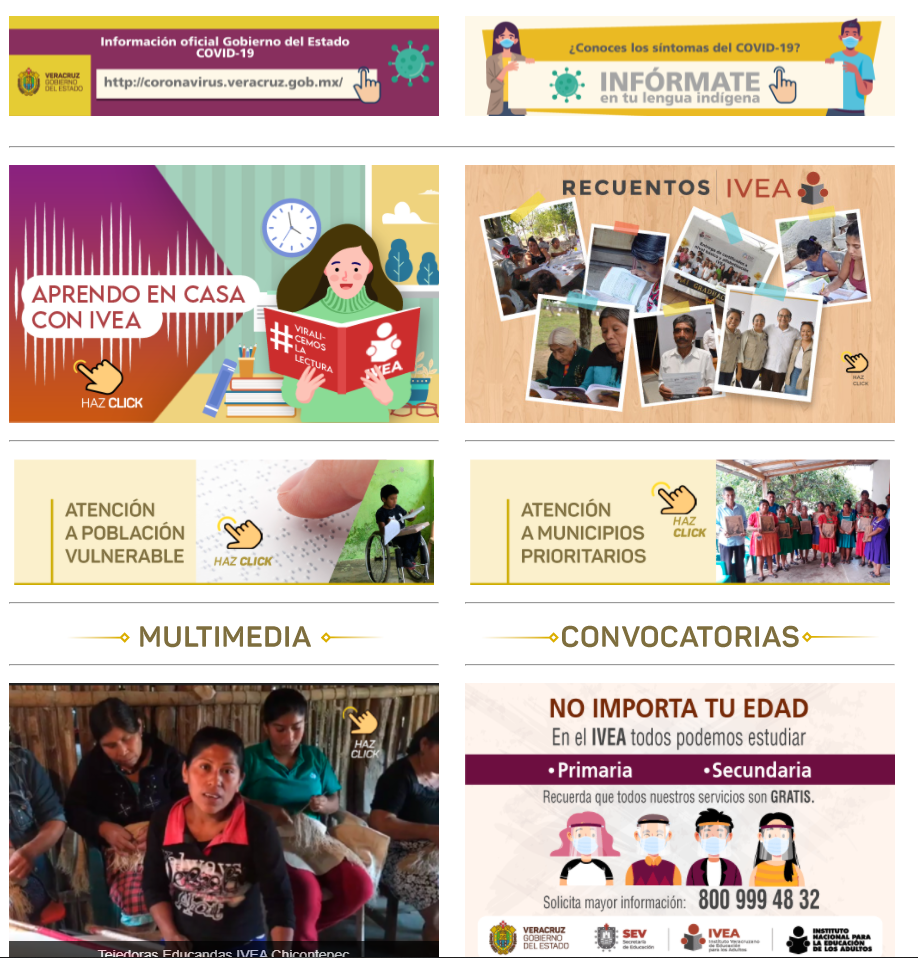 Información oficial Gobierno del Estado
COVID-19
VERACRUZ
GOBIERNO
DEL ESTADO
http://coronavirus.veracruz.gob.mx/
¿Conoces los síntomas del COVID-19?
INFÓRMATE
en tu lengua indígena
APRENDO EN CASA
CON IVEA
HAZ CLICK
#
VIRALI-
CEMOS
LA
LECTURA
IVEA
RECUENTOS IVEA
HAZ
CLICK
ATENCIÓN
A POBLACIÓN
VULNERABLE
HAZ CLICK
ATENCIÓN
A MUNICIPIOS
PRIORITARIOS
HAZ
CLICK
MULTIMEDIA
CONVOCATORIAS
HAZ
CLICK
Tejedoras Educandas IVEA Chicontepec
NO IMPORTA TU EDAD
En el IVEA todos podemos estudiar
•Primaria •Secundaria
Recuerda que todos nuestros servicios son GRATIS.
Solicita mayor información: 800 999 48 32
VERACRUZ
GOBIERNO
DEL ESTADO
SEV
Secretaría
de Educación
IVEA
Instituto Veracruzano
de Educación
para los Adultos
INSTITUTO
NACIONAL PARA
LA EDUCACIÓN
DE LOS ADULTOS